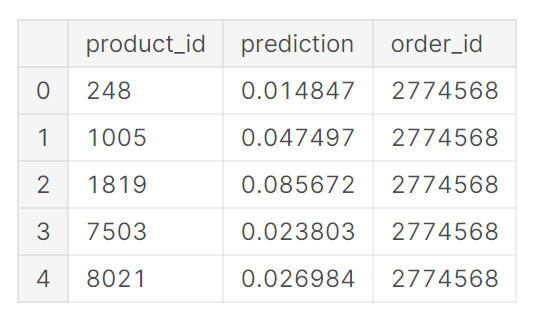 product_id prediction order_id
0 248 0.014847 2774568
1 1005 0.047497 2774568
2 1819 0.085672 2774568
3 7503 0.023803 2774568
4 8021 0.026984 2774568